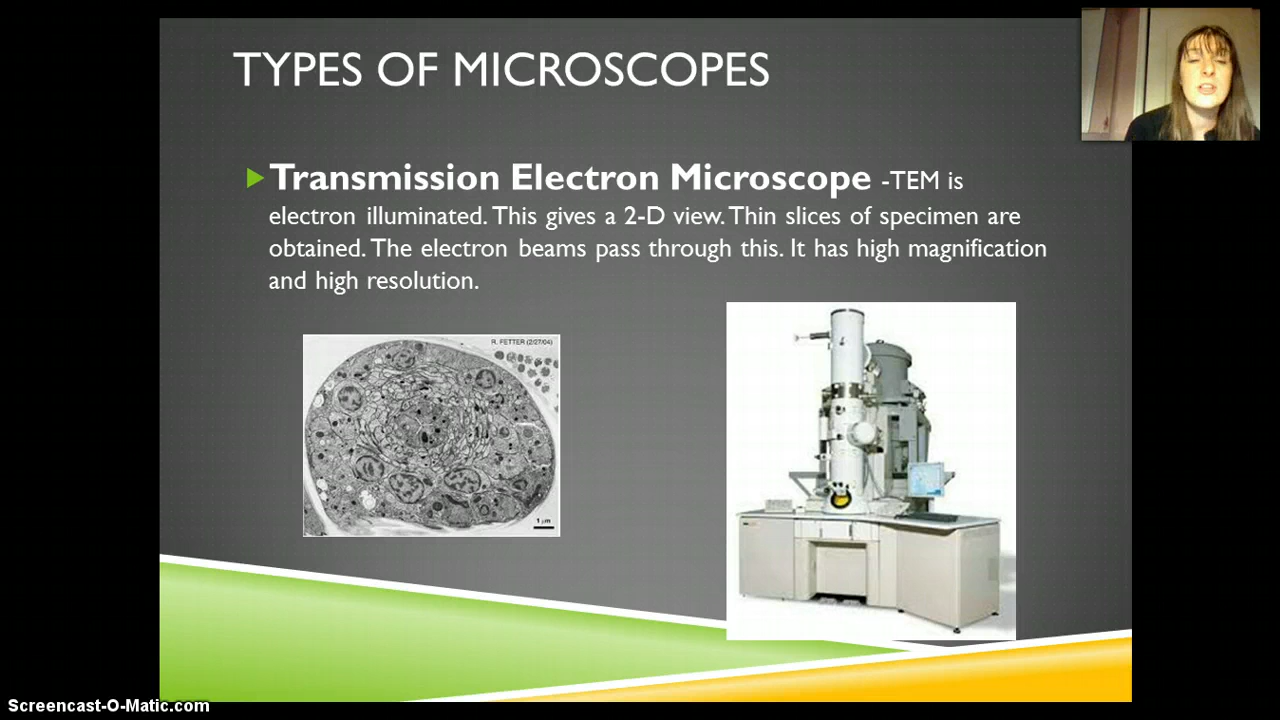 TYPES OF MICROSCOPES
Transmission Electron Microscope -TEM is
electron illuminated. This gives a 2-D view. Thin slices of specimen are
obtained. The electron beams pass through this. It has high magnification
and high resolution.
R. FETTER (2/27/04)
1 µm
Screencast-O-Matic.com